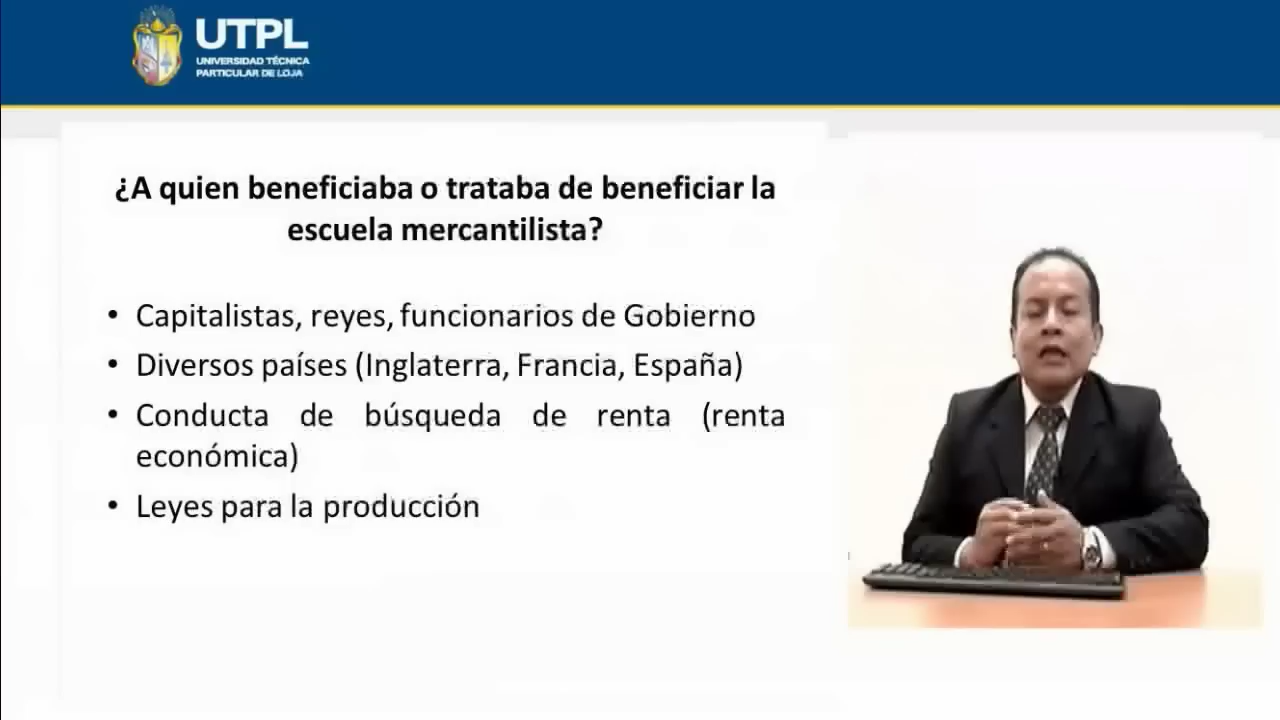 UTPL
UNIVERSIDAD TÉCNICA
PARTICULAR DE LOJA
¿A quien beneficiaba o trataba de beneficiar la
escuela mercantilista?
• Capitalistas, reyes, funcionarios de Gobierno
• Diversos países (Inglaterra, Francia, España)
• Conducta de búsqueda de renta (renta
económica)
• Leyes para la producción